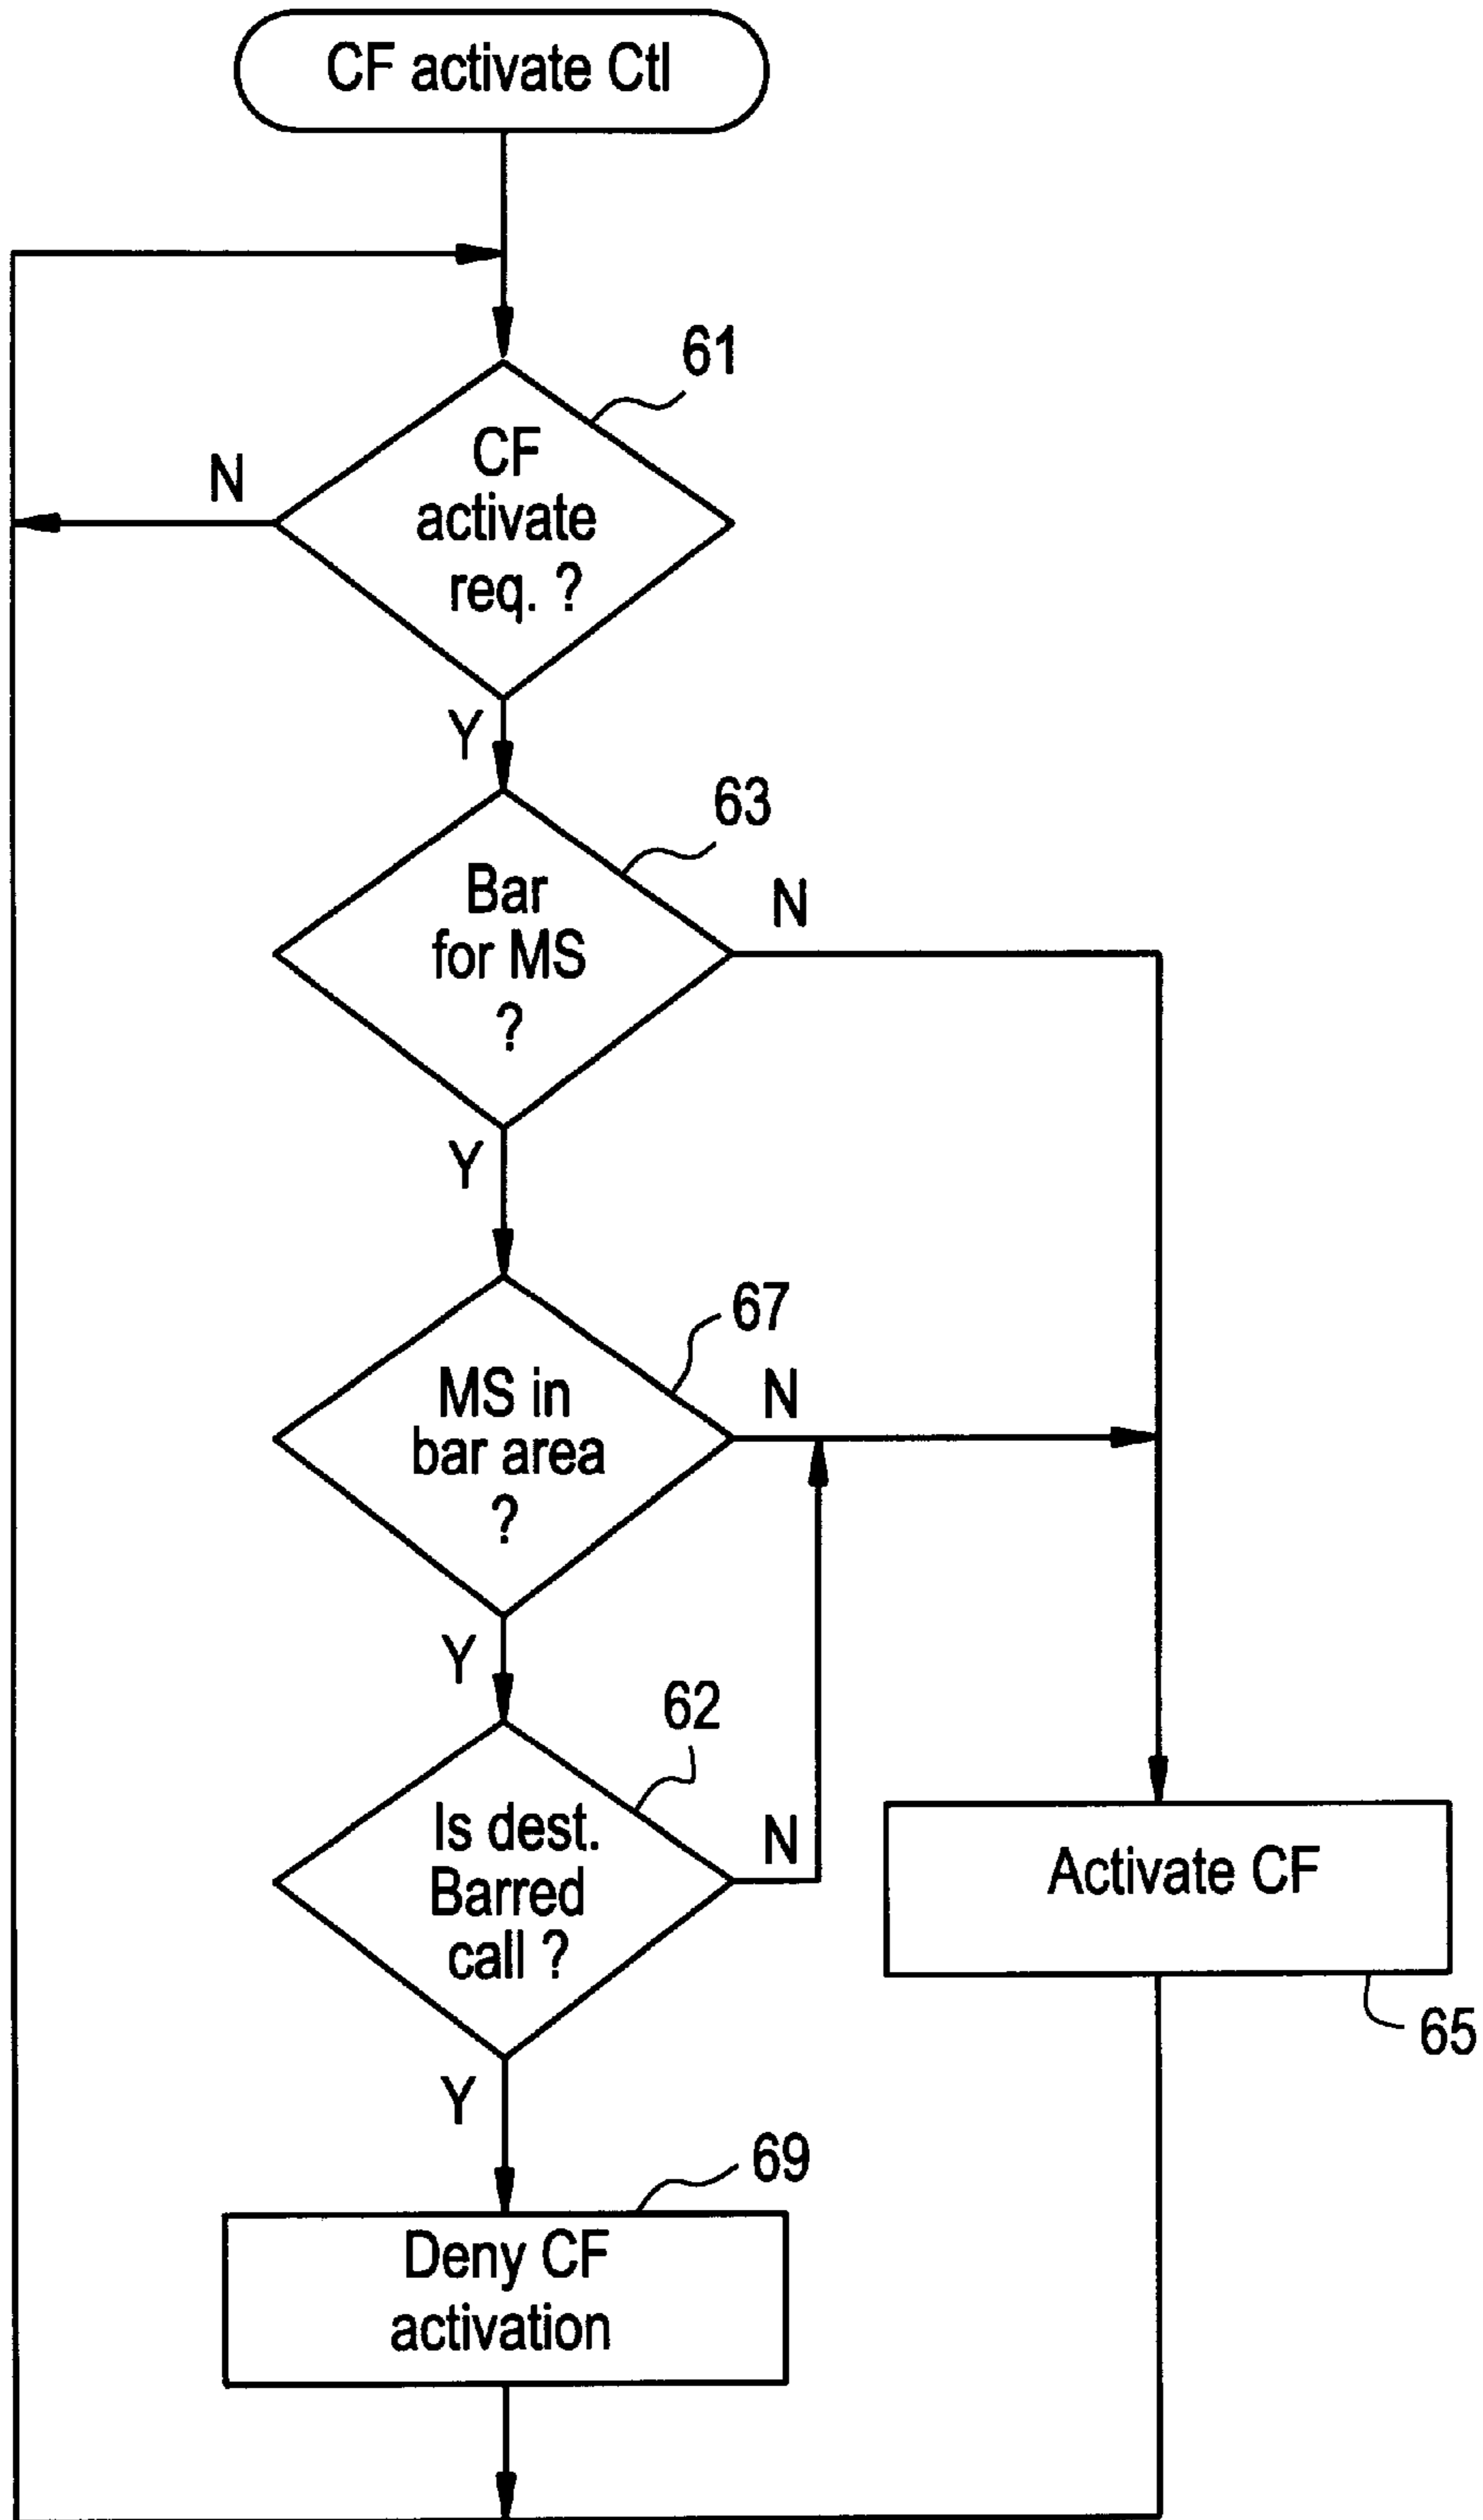 CF activate Ctl
61
CF
activate
req. ?
N
Y
63
Bar
for MS
?
N
Y
67
MS in
bar area
?
N
Y
62
Is dest.
Barred
call ?
N
Activate CF
65
Y
69
Deny CF
activation